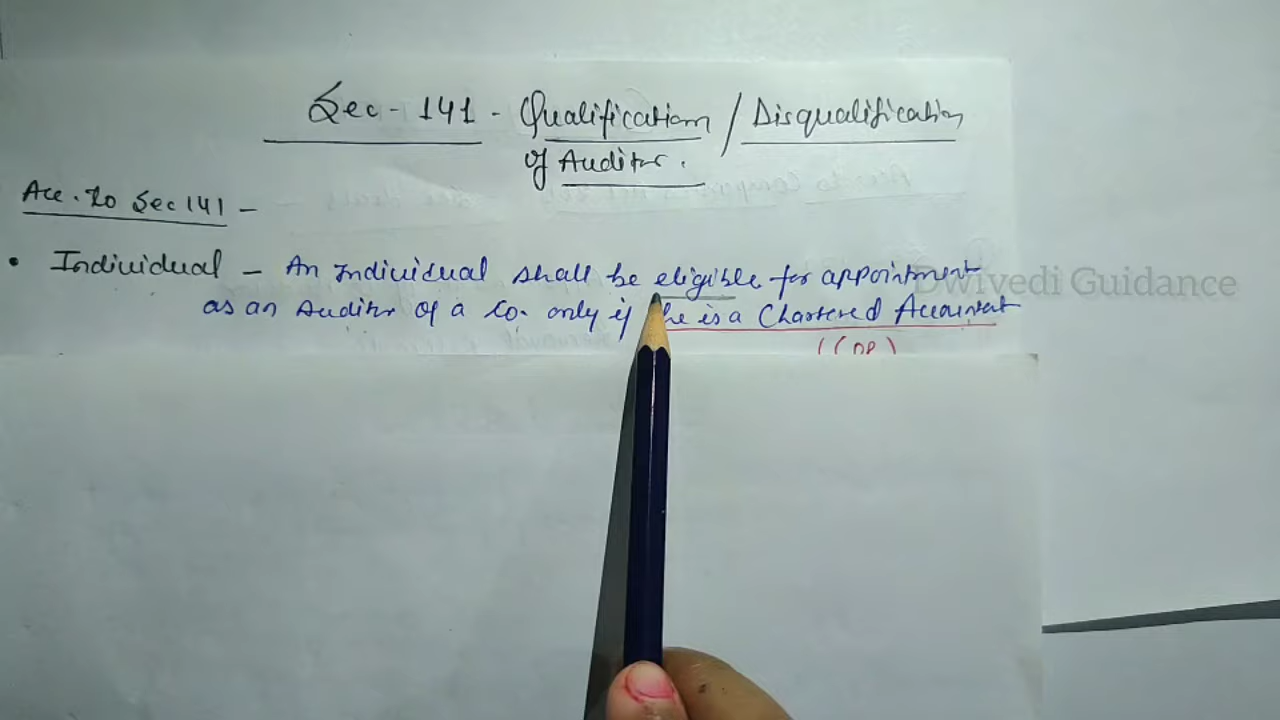 Sec - 141 - Qualification / Disqualification
of Auditor.
Acc. to Sec 141 -
• Individual - An individual shall be eligible for appointment
as an Auditor of a Co. only if he is a Chartered Accountant
Dwivedi Guidance